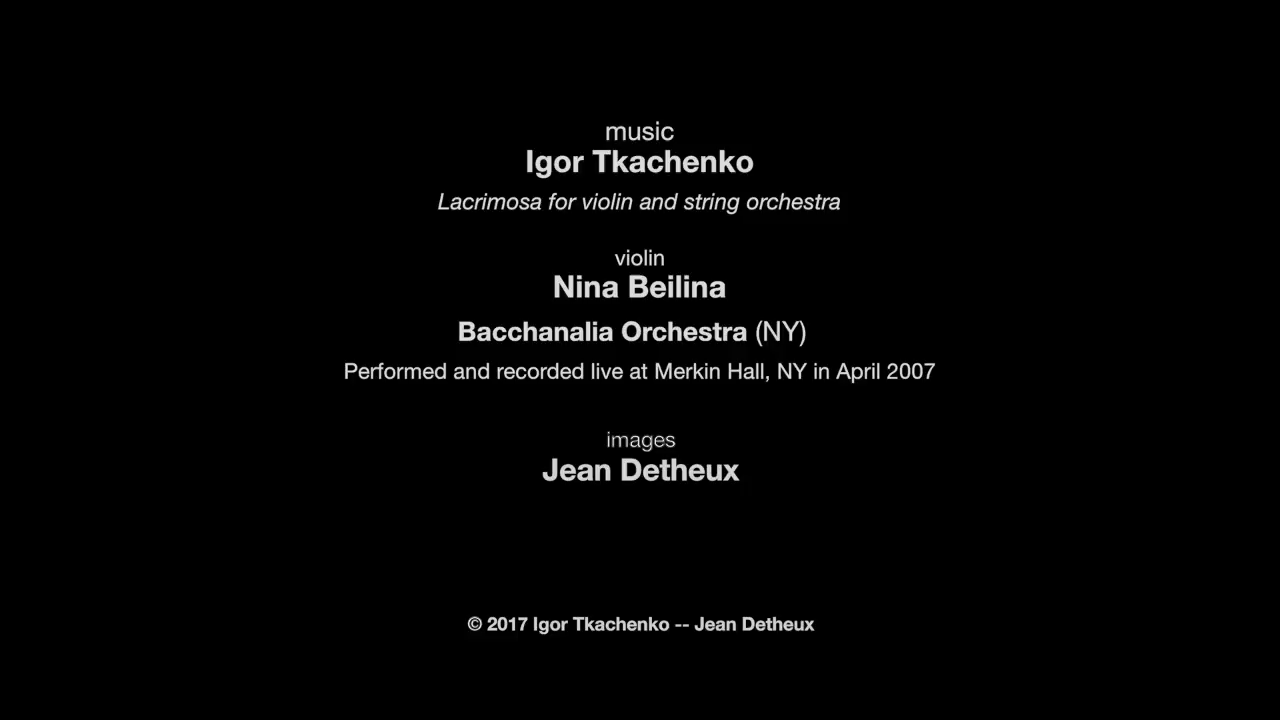 music
Igor Tkachenko
Lacrimosa for violin and string orchestra
violin
Nina Beilina
Bacchanalia Orchestra (NY)
Performed and recorded live at Merkin Hall, NY in April 2007
images
Jean Detheux
© 2017 Igor Tkachenko -- Jean Detheux